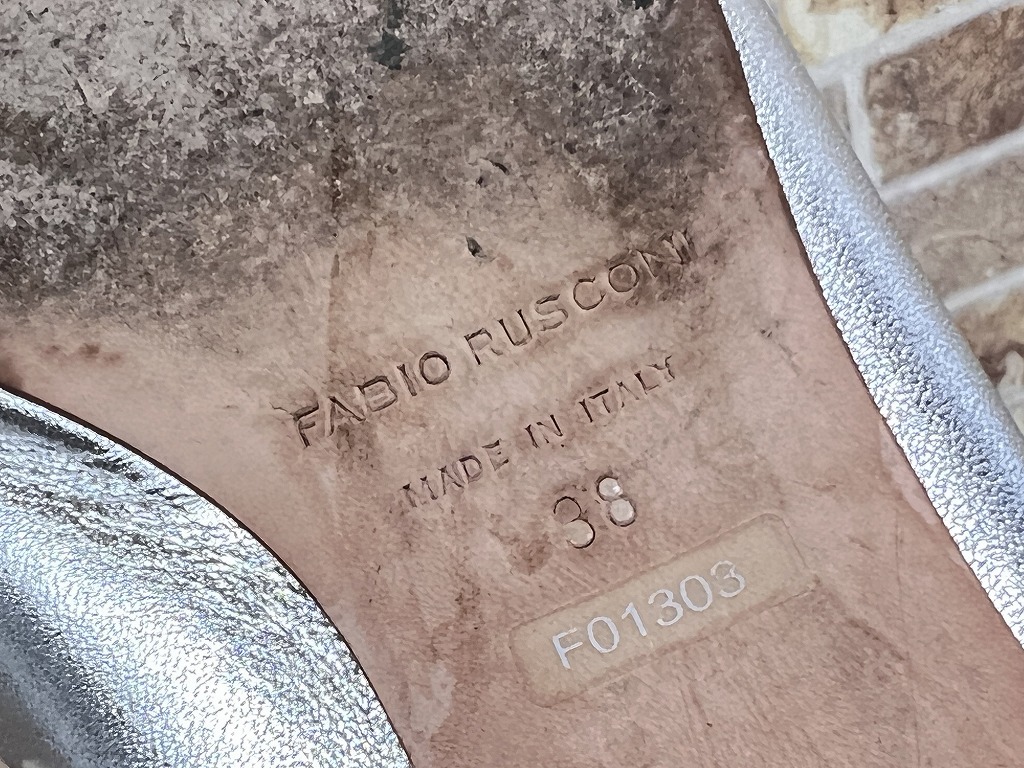 FABIO RUSCONI
MADE IN ITALY
38
F01303